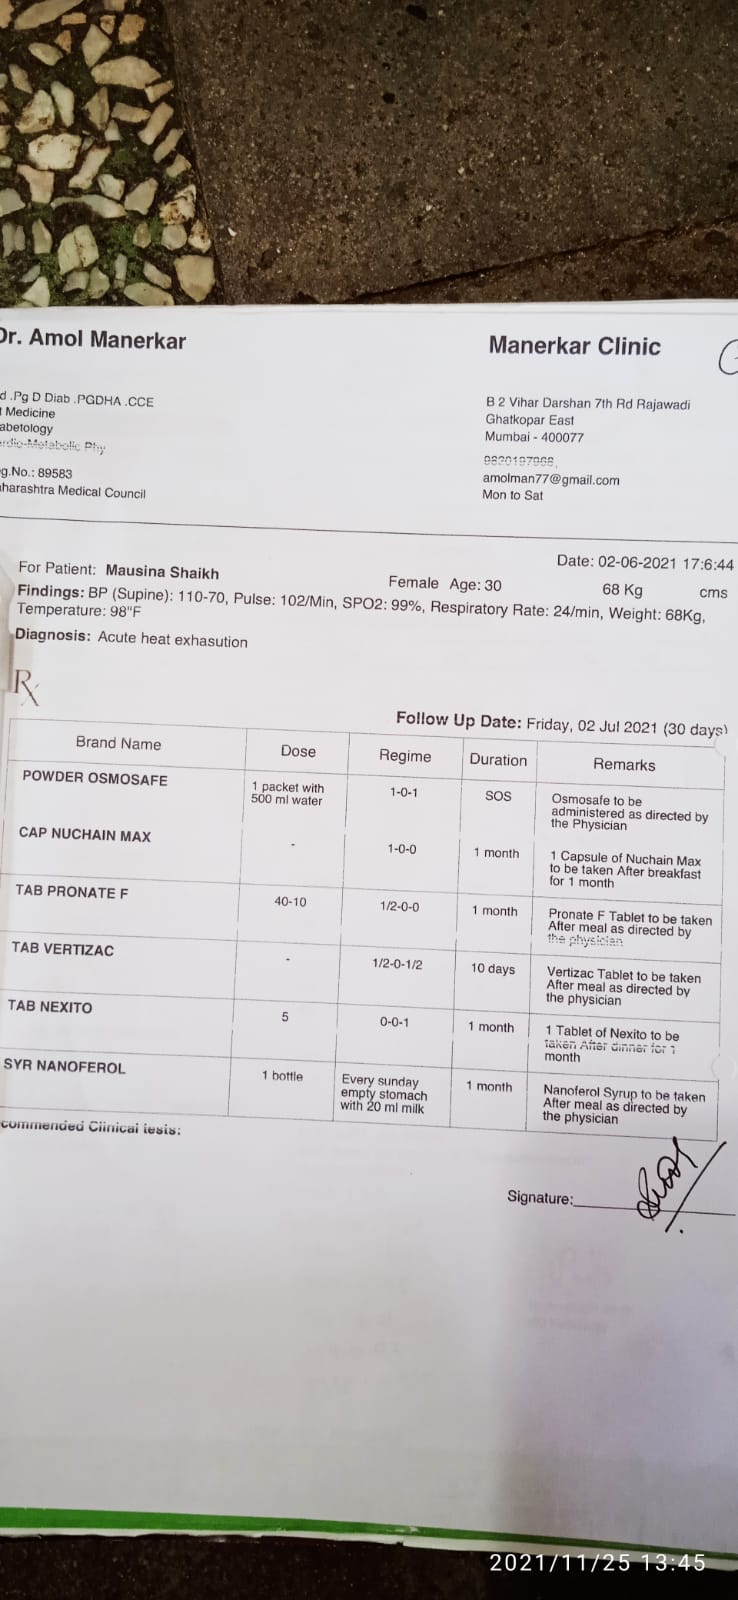 Dr. Amol Manerkar
Manerkar Clinic
d .Pg D Diab .PGDHA .CCE
Medicine
abetology
ardio-Metabolic Phy
g.No.: 89583
aharashtra Medical Council
B 2 Vihar Darshan 7th Rd Rajawadi
Ghatkopar East
Mumbai - 400077
amolman77@gmail.com
Mon to Sat
Date: 02-06-2021 17:6:44
For Patient: Mausina Shaikh Female Age: 30 68 Kg cms
Findings: BP (Supine): 110-70, Pulse: 102/Min, SPO2: 99%, Respiratory Rate: 24/min, Weight: 68Kg,
Temperature: 98"F
Diagnosis: Acute heat exhasution
Rx
Follow Up Date: Friday, 02 Jul 2021 (30 days)
Brand Name Dose Regime Duration Remarks
POWDER OSMOSAFE 1 packet with 1-0-1 SOS Osmosafe to be
500 ml water administered as directed by
the Physician
CAP NUCHAIN MAX - 1-0-0 1 month 1 Capsule of Nuchain Max
to be taken After breakfast
for 1 month
TAB PRONATE F 40-10 1/2-0-0 1 month Pronate F Tablet to be taken
After meal as directed by
the physician
TAB VERTIZAC - 1/2-0-1/2 10 days Vertizac Tablet to be taken
After meal as directed by
the physician
TAB NEXITO 5 0-0-1 1 month 1 Tablet of Nexito to be
taken After dinner for 1
month
SYR NANOFEROL 1 bottle Every sunday 1 month Nanoferol Syrup to be taken
empty stomach After meal as directed by
with 20 ml milk the physician
commended Clinical tests:
Signature:
2021/11/25 13:45